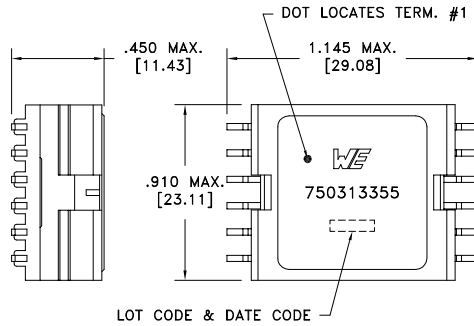 DOT LOCATES TERM. #1
.450 MAX.
[11.43]
1.145 MAX.
[29.08]
.910 MAX.
[23.11]
WE
750313355
LOT CODE & DATE CODE